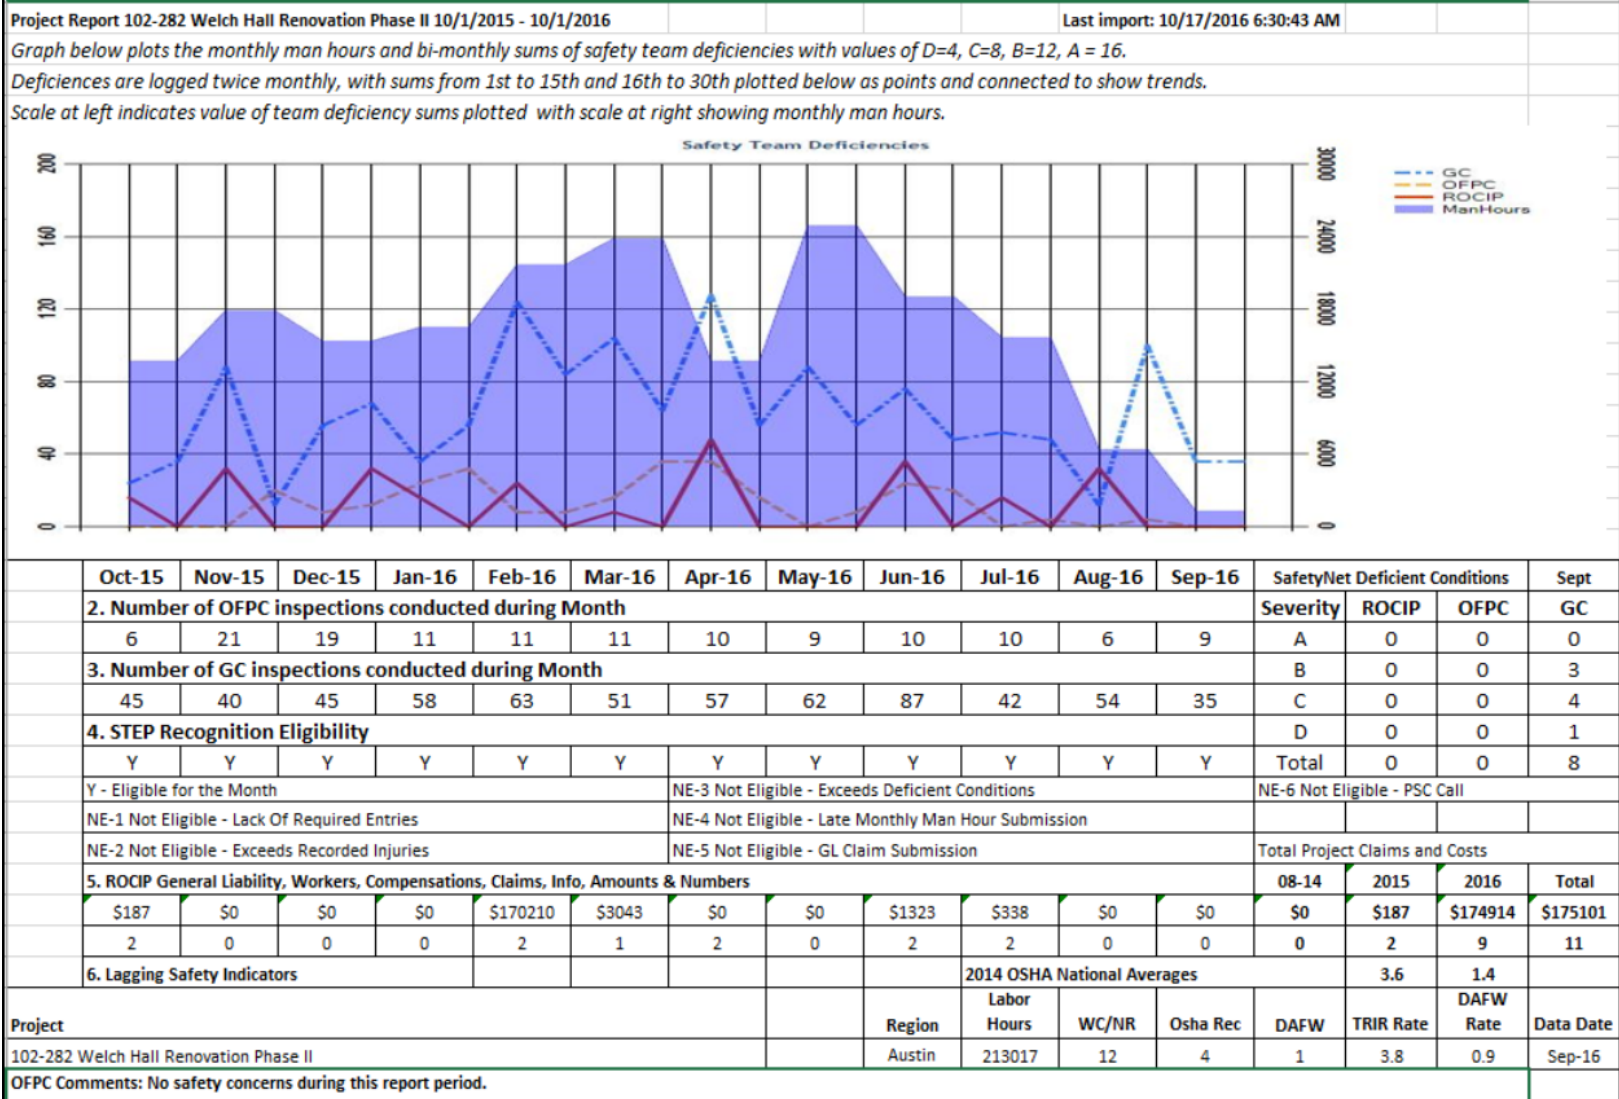 Project Report 102-282 Welch Hall Renovation Phase II 10/1/2015 - 10/1/2016 Last import: 10/17/2016 6:30:43 AM
Graph below plots the monthly man hours and bi-monthly sums of safety team deficiencies with values of D=4, C=8, B=12, A = 16.
Deficiences are logged twice monthly, with sums from 1st to 15th and 16th to 30th plotted below as points and connected to show trends.
Scale at left indicates value of team deficiency sums plotted with scale at right showing monthly man hours.
Safety Team Deficiencies
200 30000
160 24000
120 18000
80 12000
40 6000
0 0
GC
OFPC
ROCIP
ManHours
Oct-15 Nov-15 Dec-15 Jan-16 Feb-16 Mar-16 Apr-16 May-16 Jun-16 Jul-16 Aug-16 Sep-16 SafetyNet Deficient Conditions Sept
2. Number of OFPC inspections conducted during Month Severity ROCIP OFPC GC
6 21 19 11 11 11 10 9 10 10 6 9 A 0 0 0
3. Number of GC inspections conducted during Month B 0 0 3
45 40 45 58 63 51 57 62 87 42 54 35 C 0 0 4
4. STEP Recognition Eligibility D 0 0 1
Y Y Y Y Y Y Y Y Y Y Y Y Total 0 0 8
Y - Eligible for the Month NE-3 Not Eligible - Exceeds Deficient Conditions NE-6 Not Eligible - PSC Call
NE-1 Not Eligible - Lack Of Required Entries NE-4 Not Eligible - Late Monthly Man Hour Submission
NE-2 Not Eligible - Exceeds Recorded Injuries NE-5 Not Eligible - GL Claim Submission Total Project Claims and Costs
5. ROCIP General Liability, Workers, Compensations, Claims, Info, Amounts & Numbers 08-14 2015 2016 Total
$187 $0 $0 $0 $170210 $3043 $0 $0 $1323 $338 $0 $0 $0 $187 $174914 $175101
2 0 0 0 2 1 2 0 2 2 0 0 0 2 9 11
6. Lagging Safety Indicators 2014 OSHA National Averages 3.6 1.4
Project Region Labor Hours WC/NR Osha Rec DAFW TRIR Rate DAFW Rate Data Date
102-282 Welch Hall Renovation Phase II Austin 213017 12 4 1 3.8 0.9 Sep-16
OFPC Comments: No safety concerns during this report period.